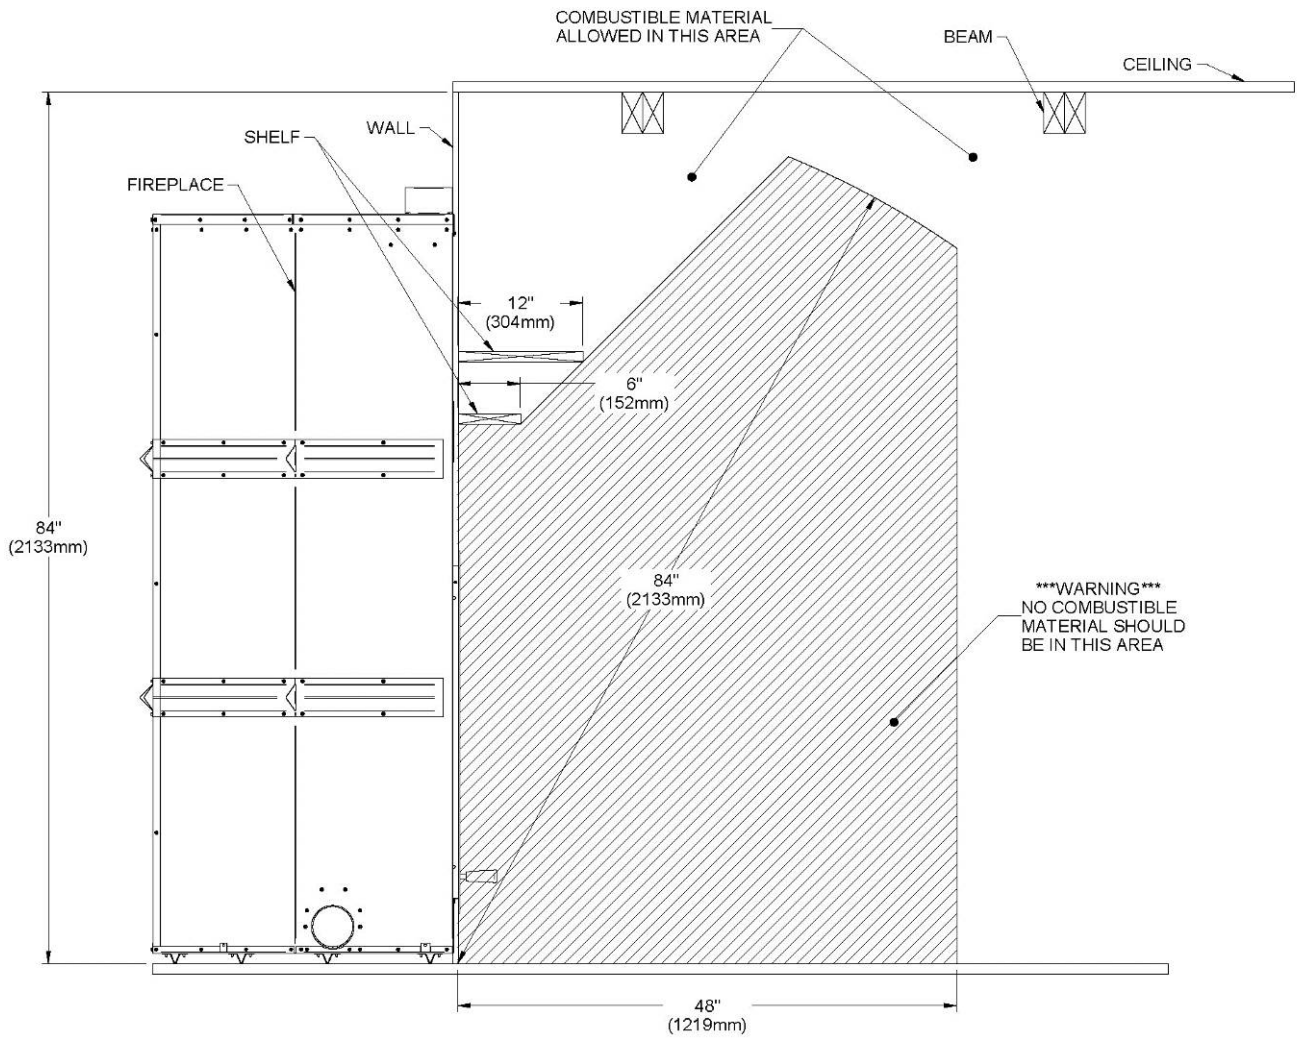 COMBUSTIBLE MATERIAL
ALLOWED IN THIS AREA
BEAM
CEILING
WALL
SHELF
FIREPLACE
12"
(304mm)
6"
(152mm)
84"
(2133mm)
84"
(2133mm)
***WARNING***
NO COMBUSTIBLE
MATERIAL SHOULD
BE IN THIS AREA
48"
(1219mm)